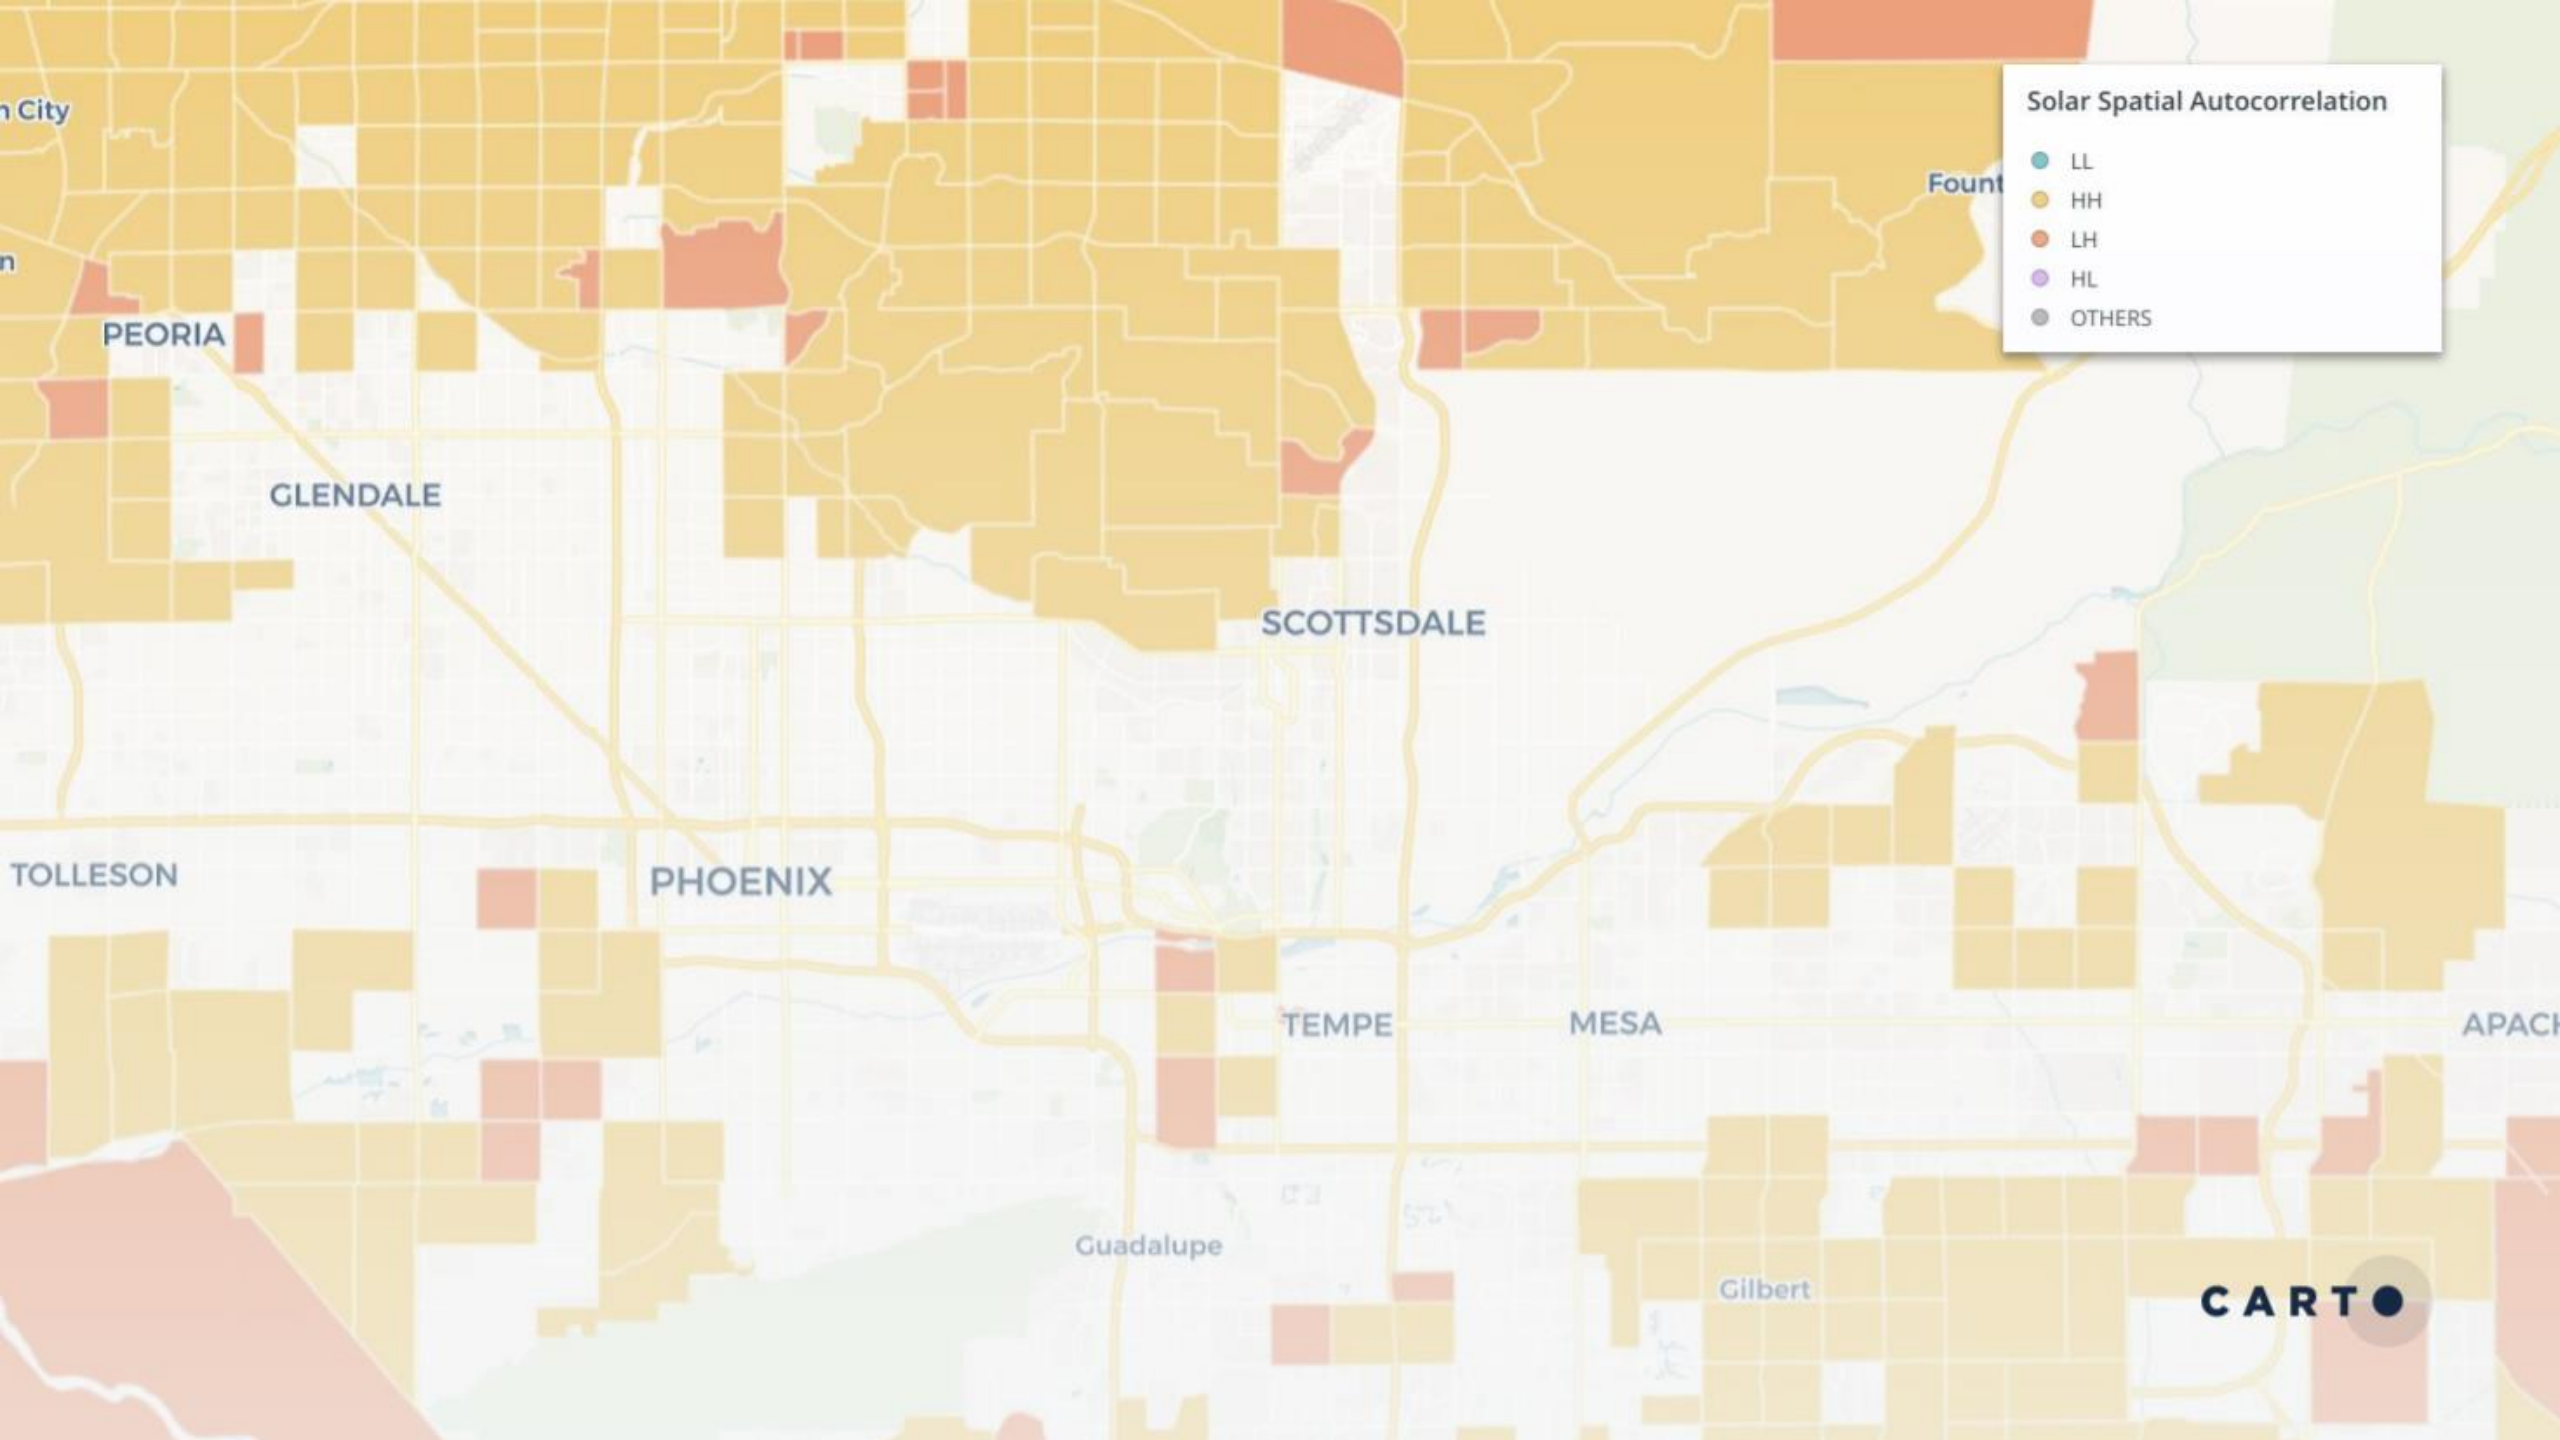 Solar Spatial Autocorrelation
n City
LL
Fount
HH
LH
n
HL
OTHERS
PEORIA
GLENDALE
SCOTTSDALE
TOLLESON
PHOENIX
TEMPE
MESA
APACH
Guadalupe
Gilbert
CARTO